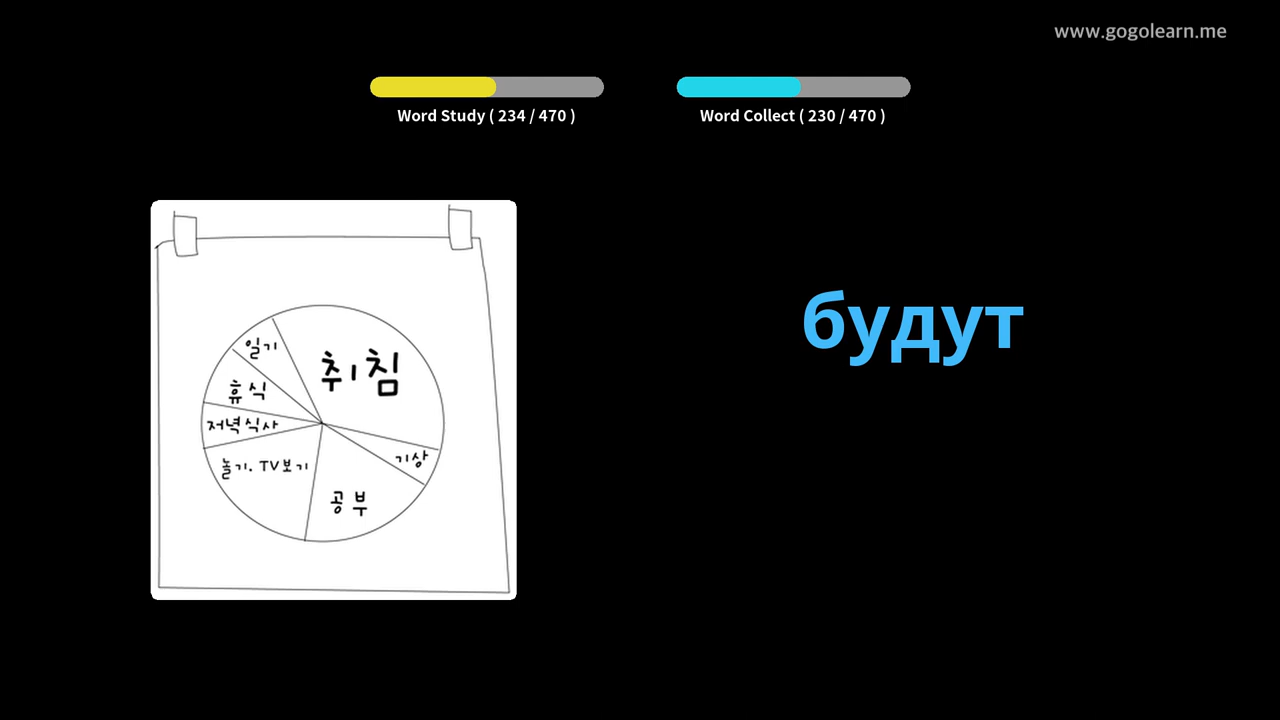 www.gogolearn.me
Word Study ( 234 / 470 )
Word Collect ( 230 / 470 )
일기
취침
휴식
저녁식사
기상
놀기. TV보기
공부
будут